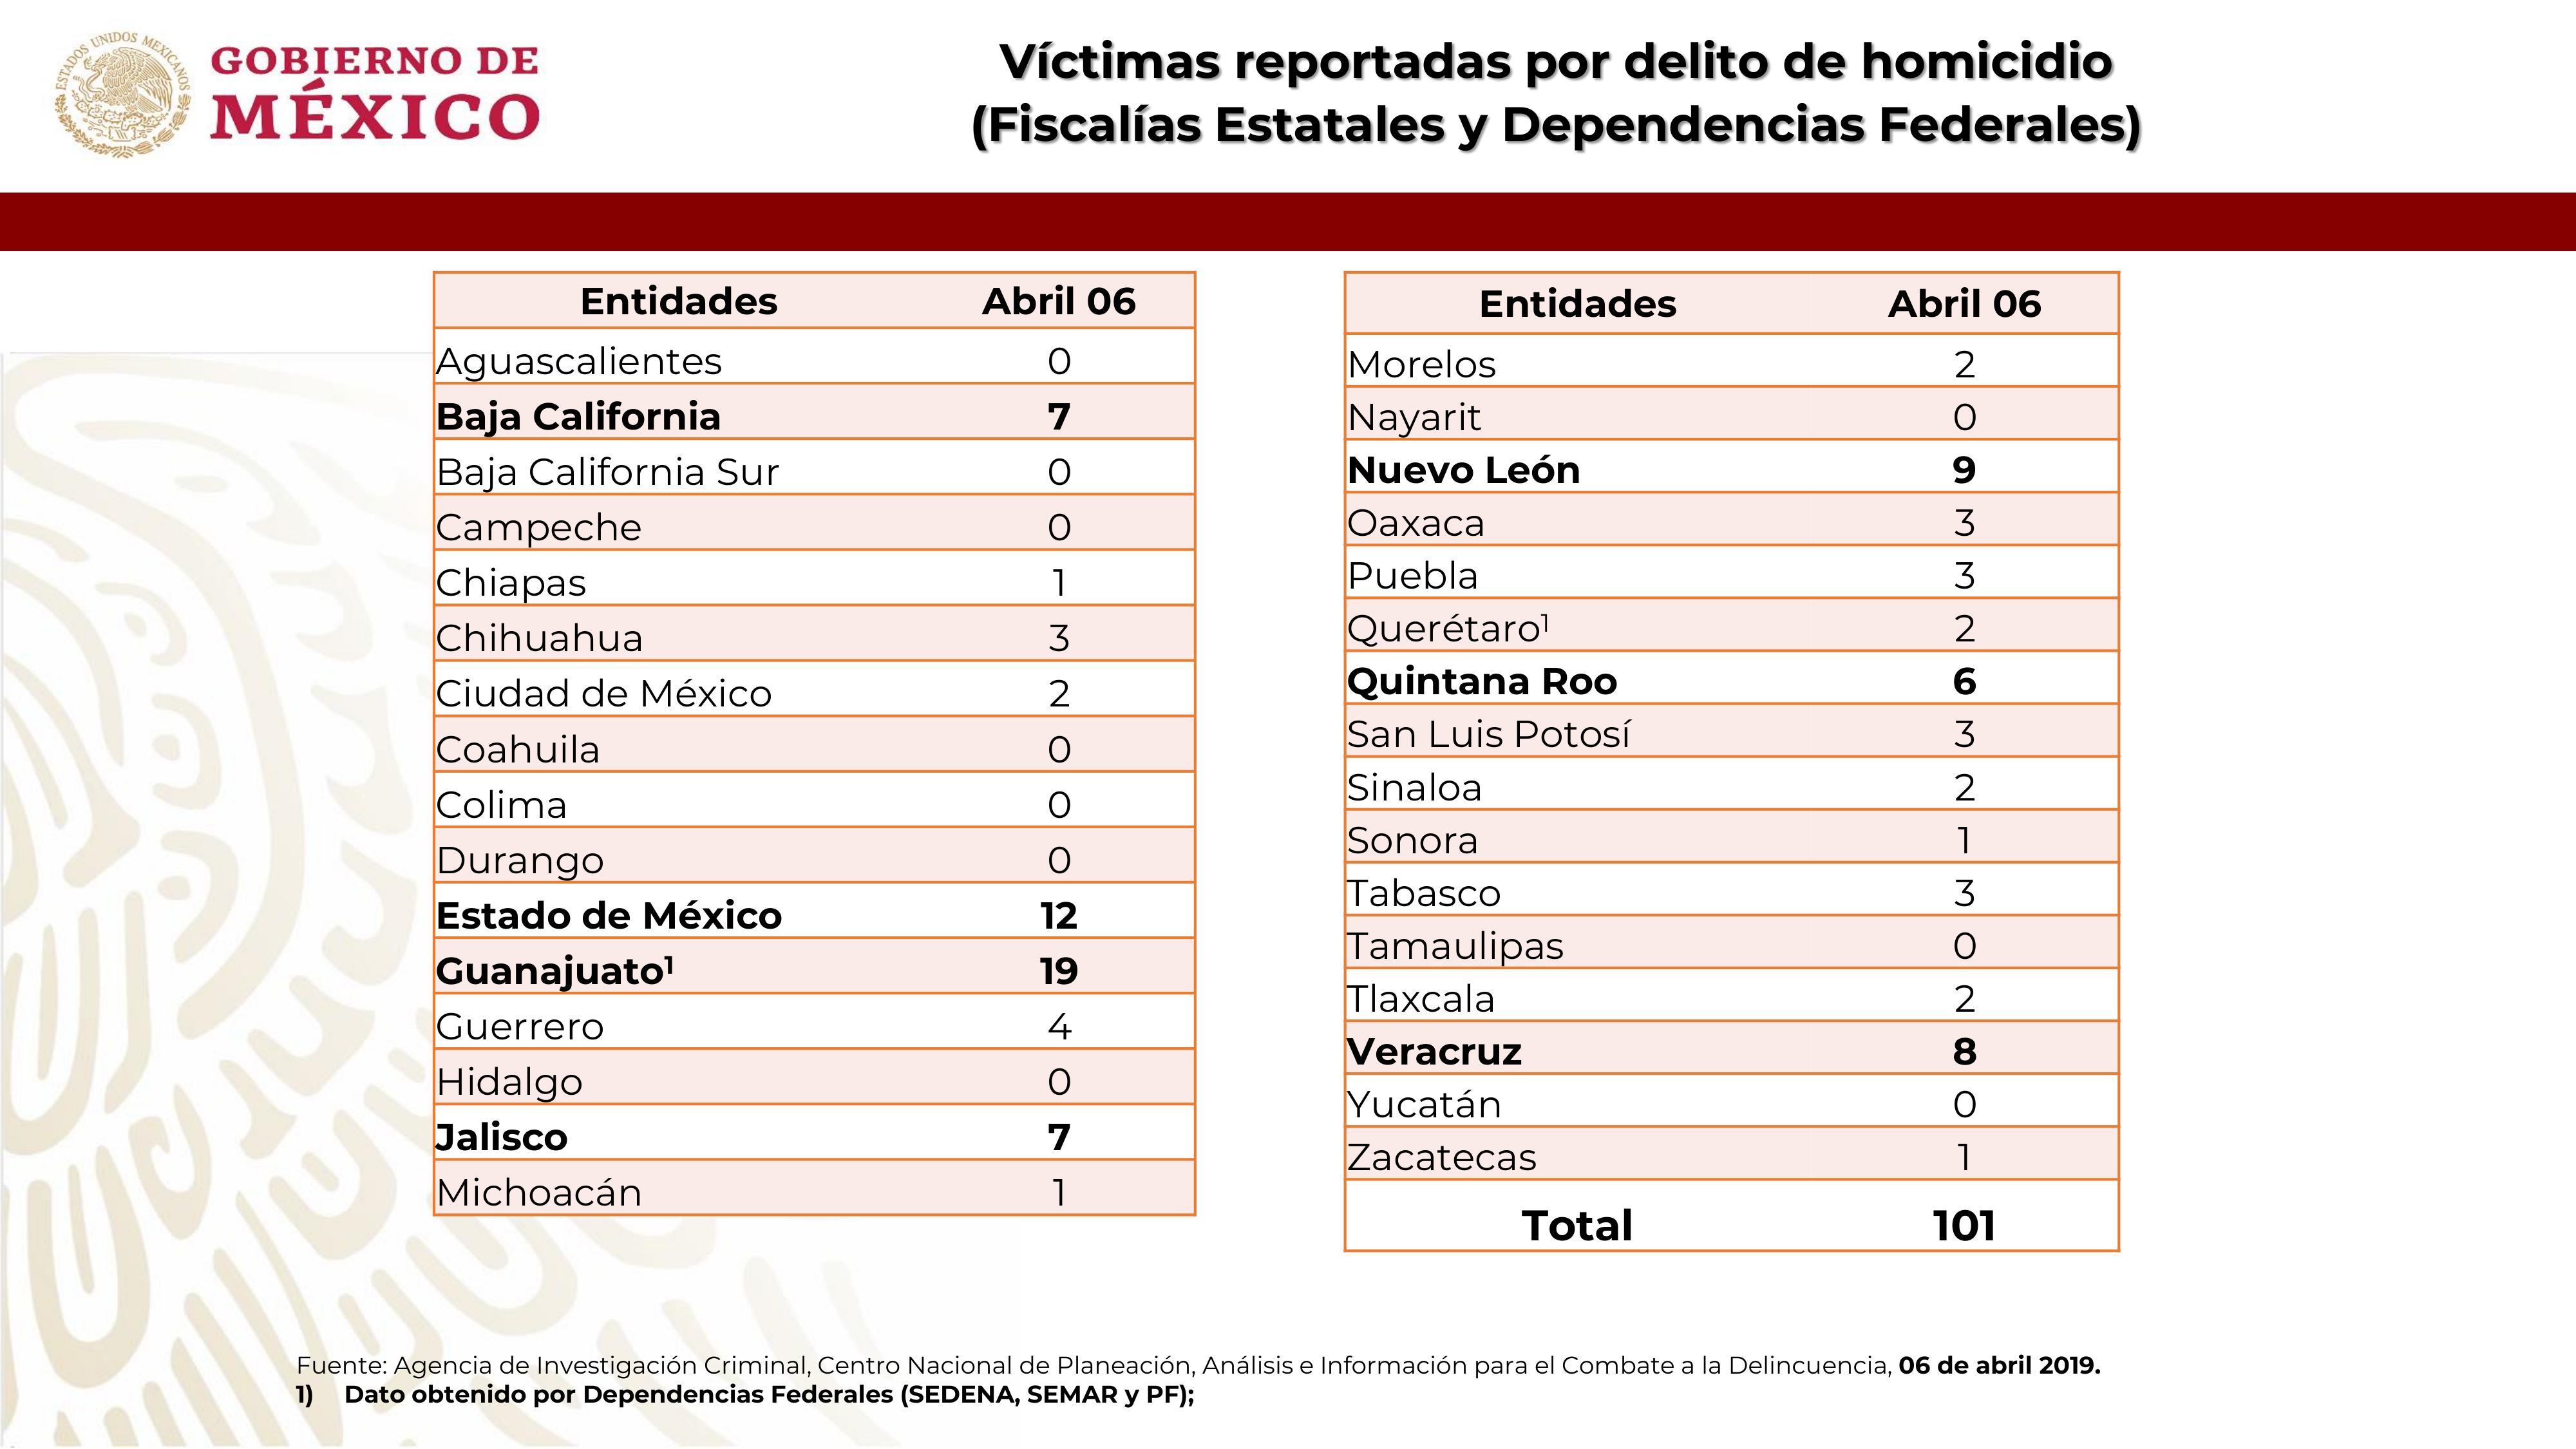 ESTADOS UNIDOS MEXICANOS
GOBIERNO DE
MÉXICO
Víctimas reportadas por delito de homicidio
(Fiscalías Estatales y Dependencias Federales)
Entidades Abril 06
Aguascalientes 0
Baja California 7
Baja California Sur 0
Campeche 0
Chiapas 1
Chihuahua 3
Ciudad de México 2
Coahuila 0
Colima 0
Durango 0
Estado de México 12
Guanajuato¹ 19
Guerrero 4
Hidalgo 0
Jalisco 7
Michoacán 1
Entidades Abril 06
Morelos 2
Nayarit 0
Nuevo León 9
Oaxaca 3
Puebla 3
Querétaro¹ 2
Quintana Roo 6
San Luis Potosí 3
Sinaloa 2
Sonora 1
Tabasco 3
Tamaulipas 0
Tlaxcala 2
Veracruz 8
Yucatán 0
Zacatecas 1
Total 101
Fuente: Agencia de Investigación Criminal, Centro Nacional de Planeación, Análisis e Información para el Combate a la Delincuencia, 06 de abril 2019.
1) Dato obtenido por Dependencias Federales (SEDENA, SEMAR y PF);